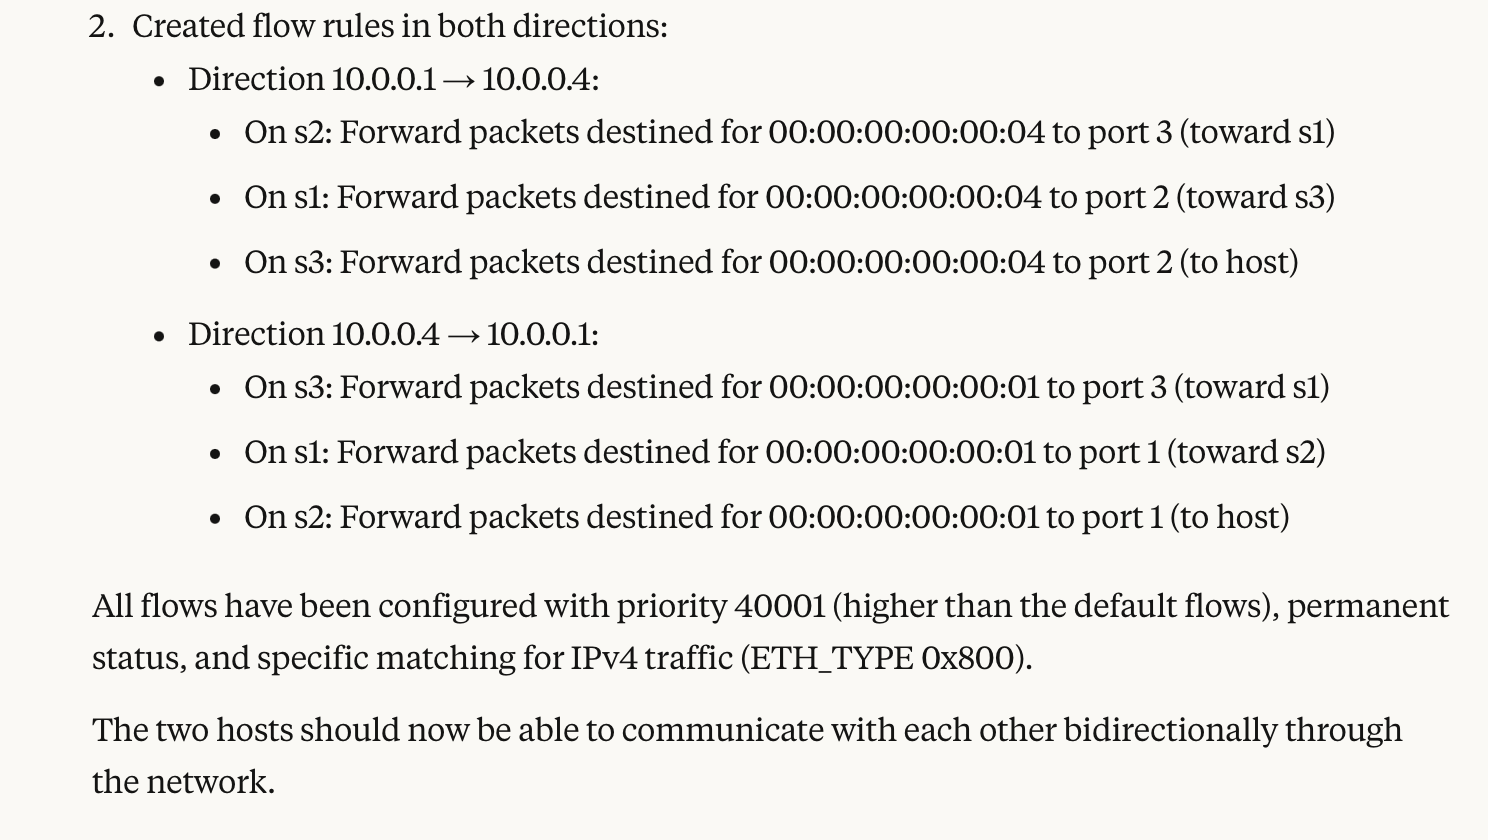 2. Created flow rules in both directions:
• Direction 10.0.0.1 → 10.0.0.4:
• On s2: Forward packets destined for 00:00:00:00:00:04 to port 3 (toward s1)
• On s1: Forward packets destined for 00:00:00:00:00:04 to port 2 (toward s3)
• On s3: Forward packets destined for 00:00:00:00:00:04 to port 2 (to host)
• Direction 10.0.0.4 → 10.0.0.1:
• On s3: Forward packets destined for 00:00:00:00:00:01 to port 3 (toward s1)
• On s1: Forward packets destined for 00:00:00:00:00:01 to port 1 (toward s2)
• On s2: Forward packets destined for 00:00:00:00:00:01 to port 1 (to host)
All flows have been configured with priority 40001 (higher than the default flows), permanent
status, and specific matching for IPv4 traffic (ETH_TYPE 0x800).
The two hosts should now be able to communicate with each other bidirectionally through
the network.